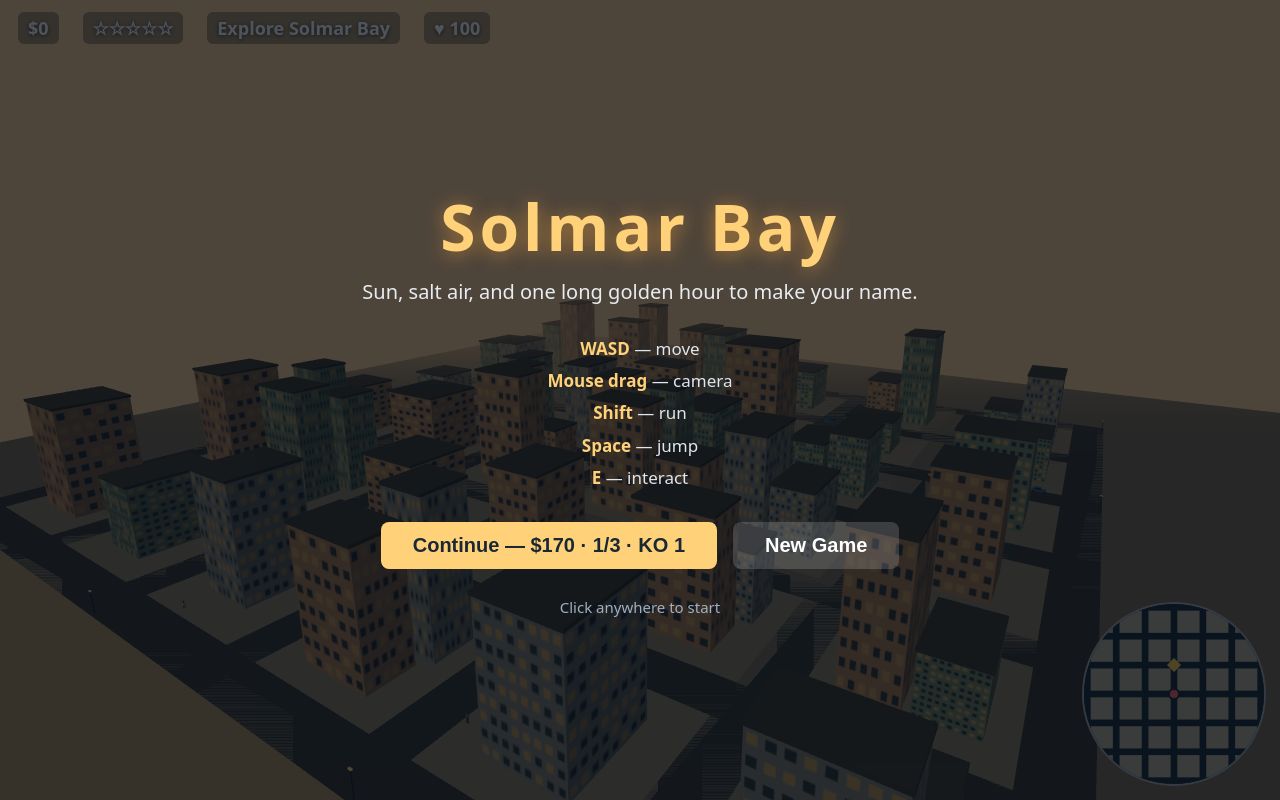 $0 ☆☆☆☆☆ Explore Solmar Bay ♥ 100
Solmar Bay
Sun, salt air, and one long golden hour to make your name.
WASD — move
Mouse drag — camera
Shift — run
Space — jump
E — interact
Continue — $170 · 1/3 · KO 1 New Game
Click anywhere to start